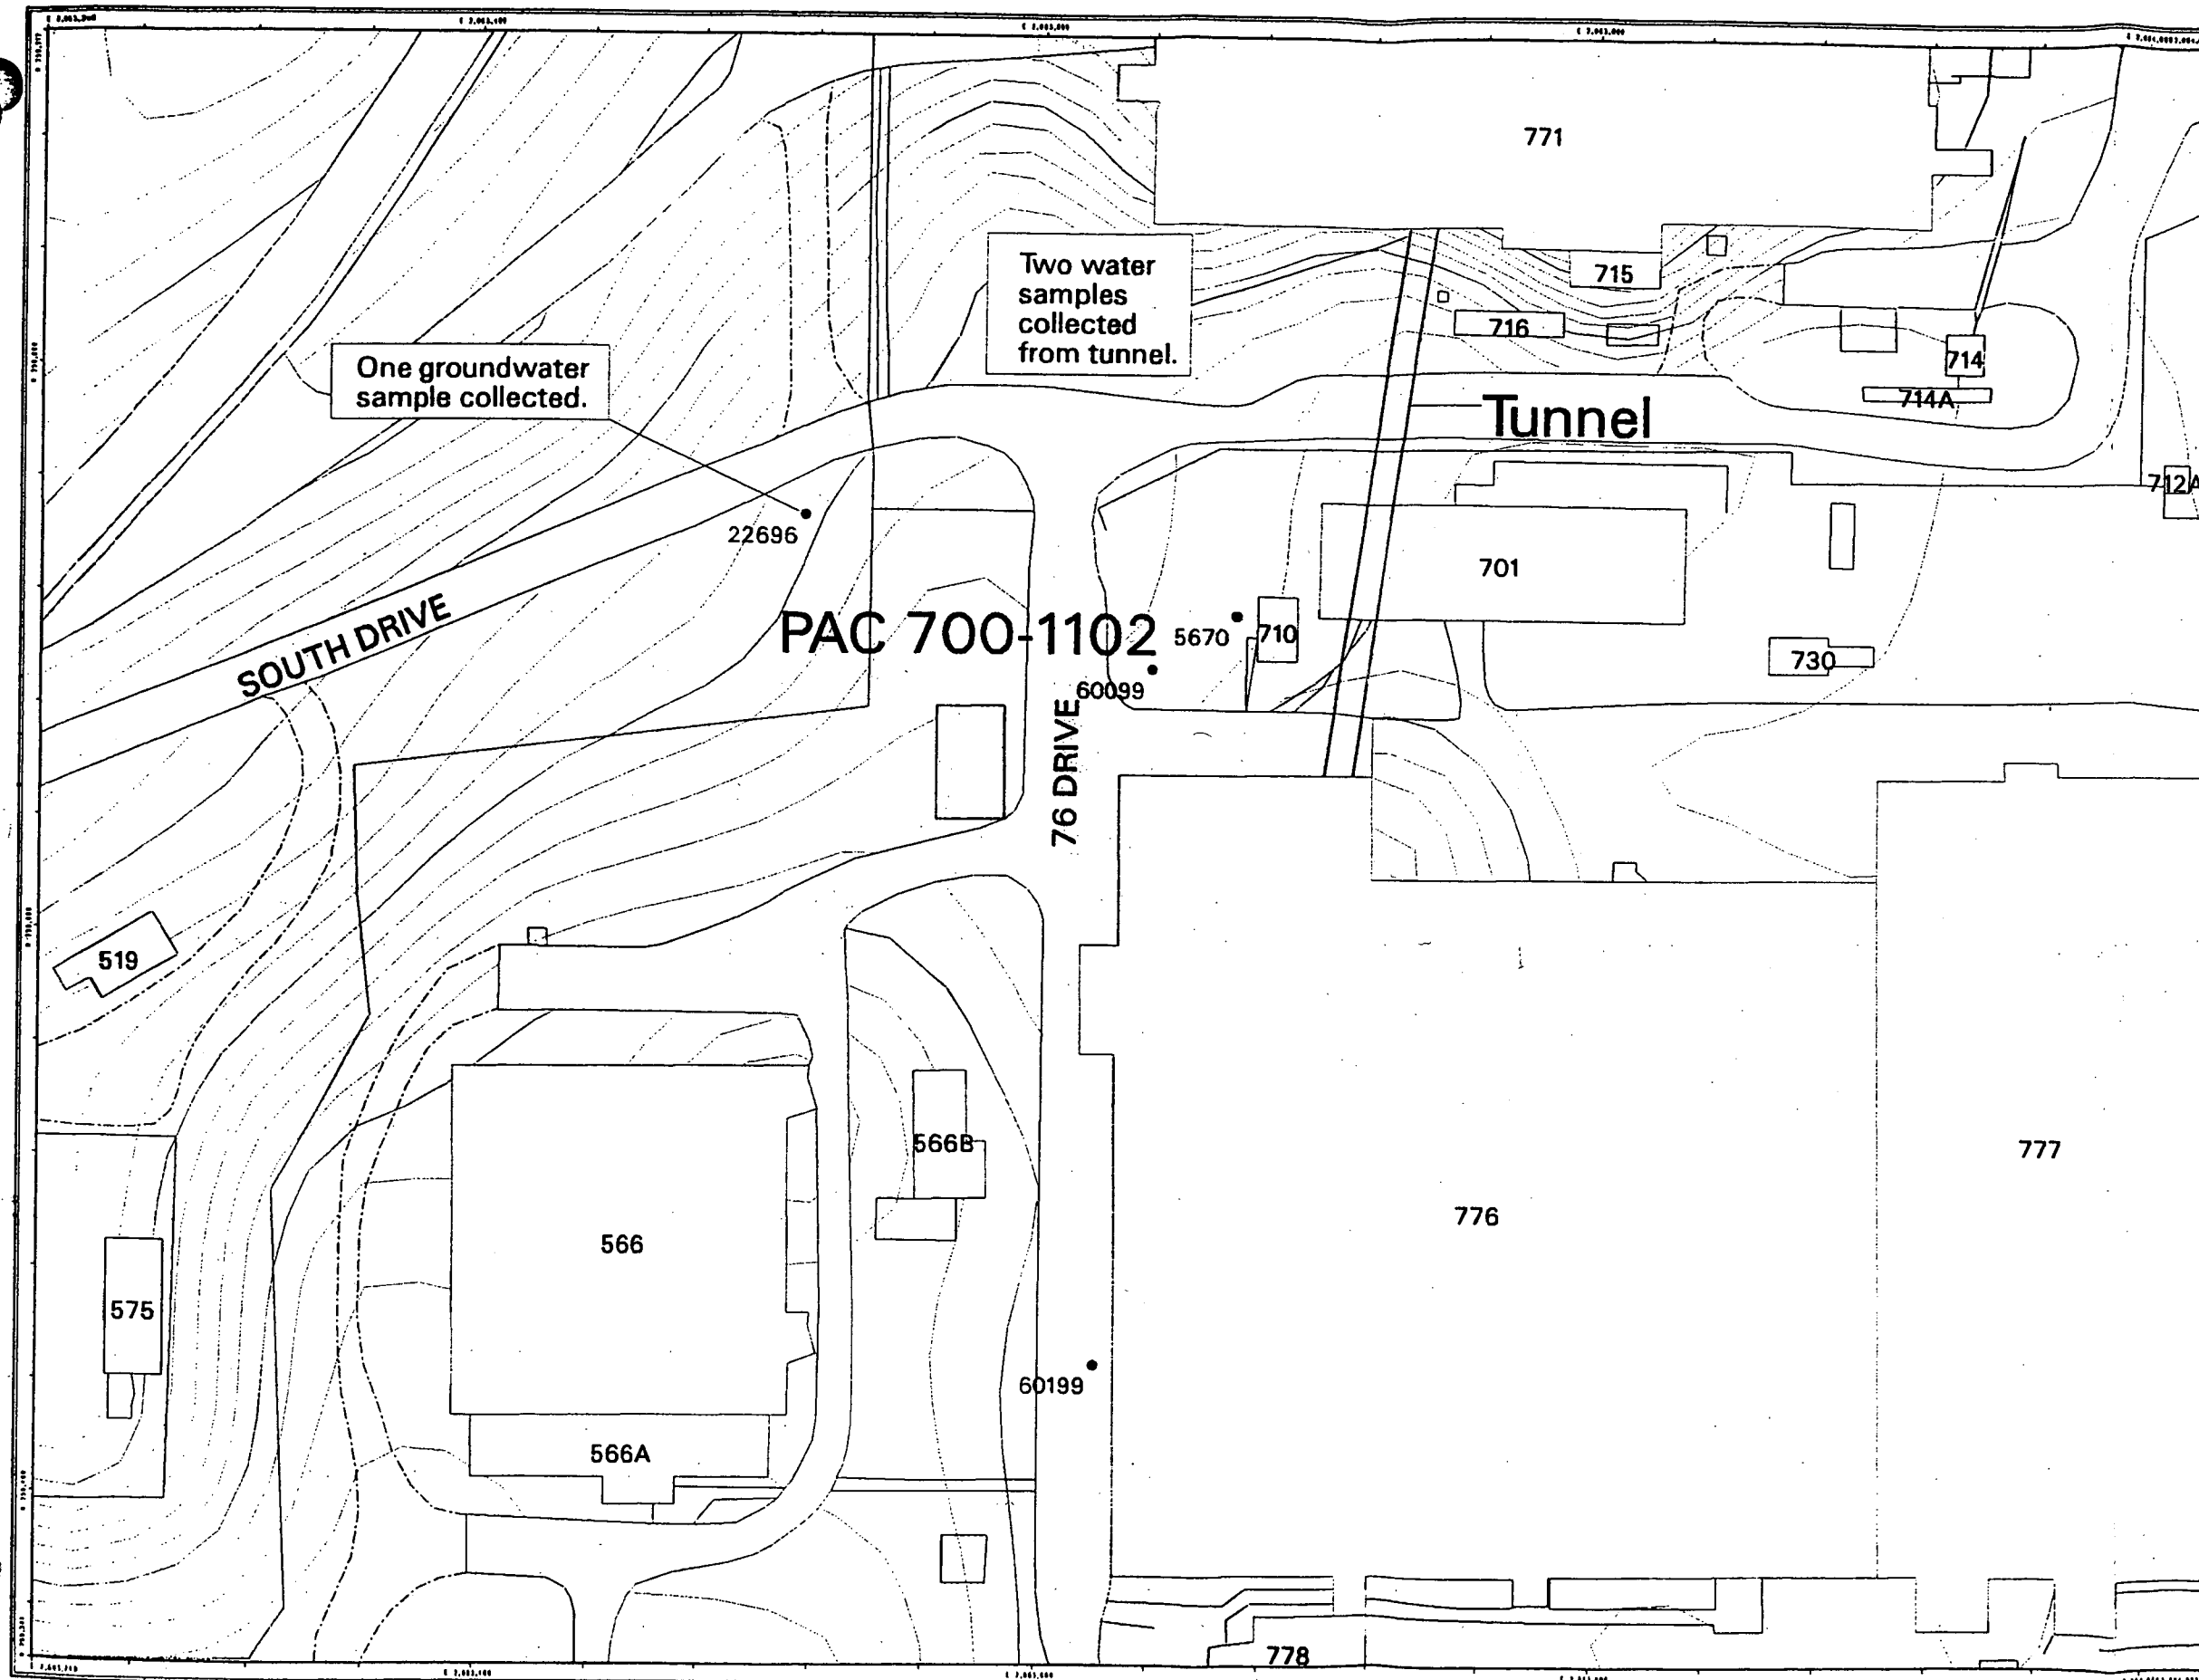 771
Two water
samples
collected
from tunnel.
715
716
One groundwater
sample collected.
714
714A
Tunnel
712A
22696
701
SOUTH DRIVE
PAC 700-1102
5670
710
730
60099
76 DRIVE
519
566B
777
776
566
575
60199
566A
778